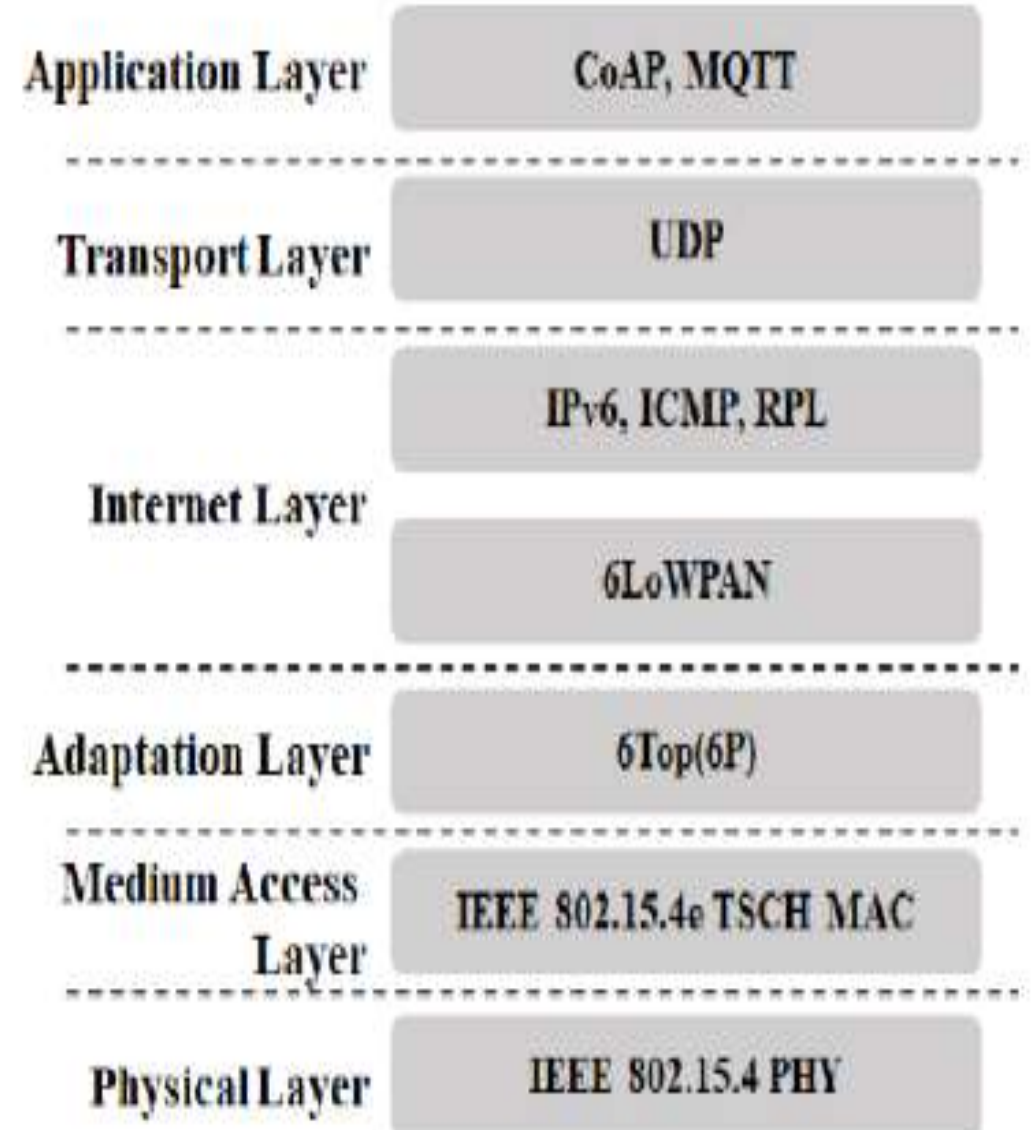 Application Layer
CoAP, MQTT
Transport Layer
UDP
IPv6, ICMP, RPL
Internet Layer
6LoWPAN
Adaptation Layer
6Top(6P)
Medium Access
Layer
IEEE 802.15.4e TSCH MAC
Physical Layer
IEEE 802.15.4 PHY